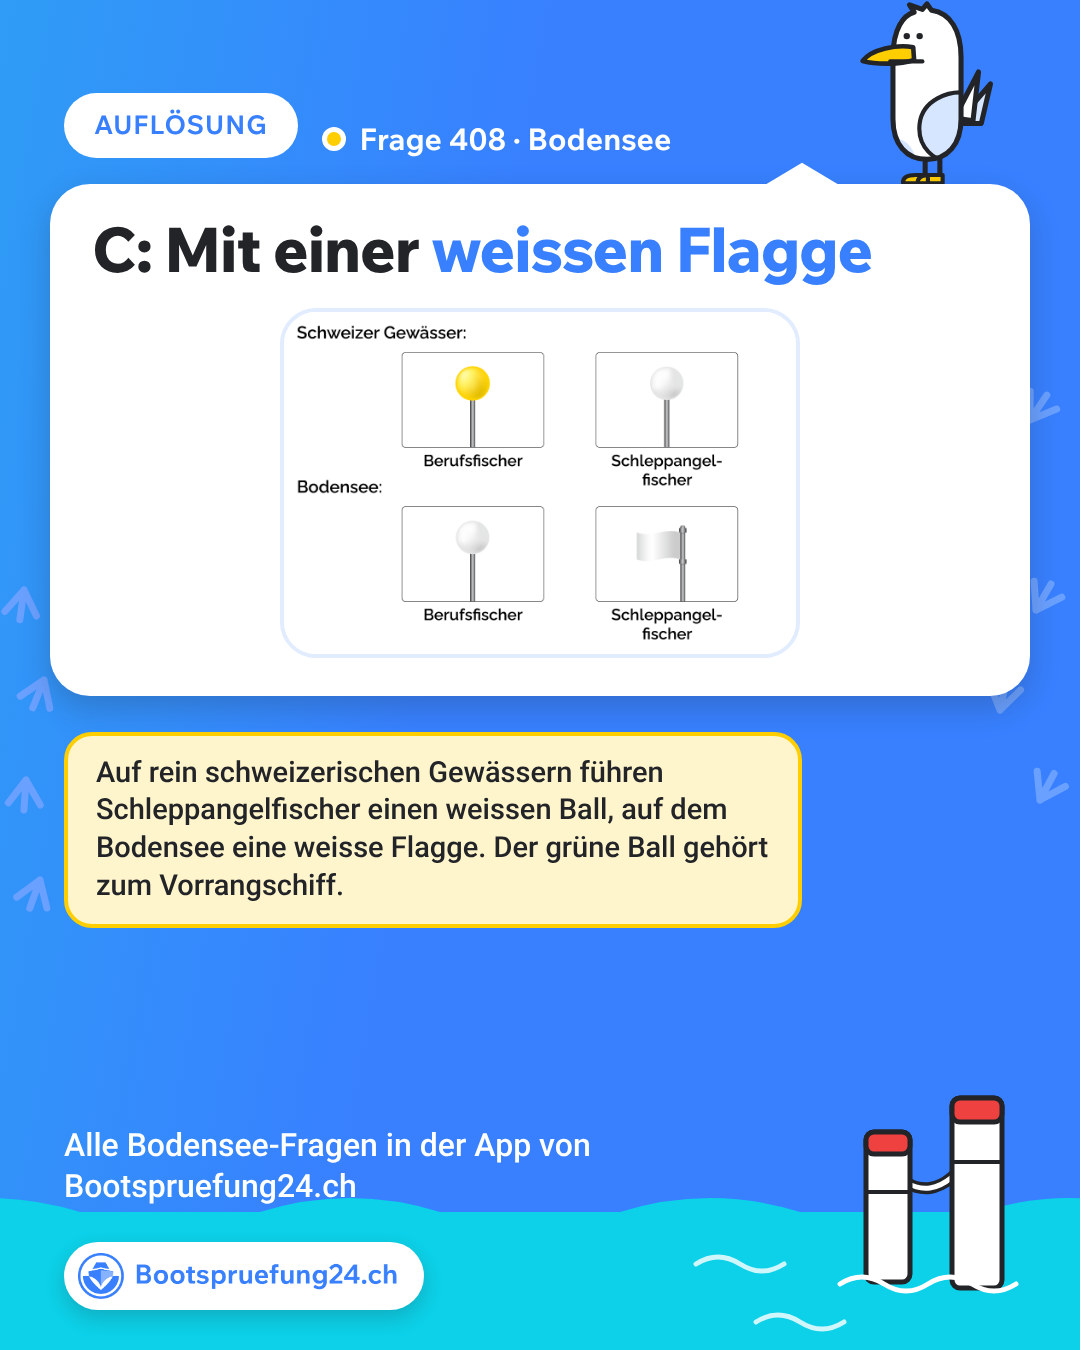 AUFLÖSUNG
Frage 408 · Bodensee
C: Mit einer weissen Flagge
Schweizer Gewässer:
Berufsfischer
Schleppangel-
fischer
Bodensee:
Berufsfischer
Schleppangel-
fischer
Auf rein schweizerischen Gewässern führen
Schleppangelfischer einen weissen Ball, auf dem
Bodensee eine weisse Flagge. Der grüne Ball gehört
zum Vorrangschiff.
Alle Bodensee-Fragen in der App von
Bootspruefung24.ch
Bootspruefung24.ch